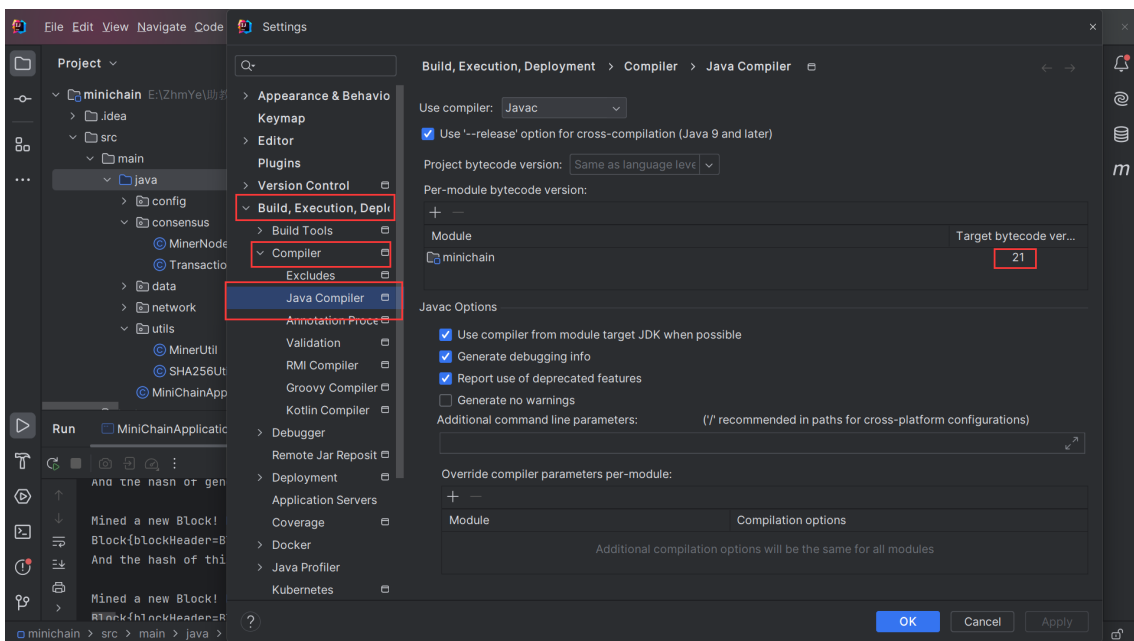 File Edit View Navigate Code
Settings
Project
minichain E:\ZhmYe\助教
.idea
src
main
java
config
consensus
MinerNode
Transactio
data
network
utils
MinerUtil
SHA256Ut
MiniChainApp
Appearance & Behavio
Keymap
Editor
Plugins
Version Control
Build, Execution, Deplo
Build Tools
Compiler
Excludes
Java Compiler
Annotation Proce
Validation
RMI Compiler
Groovy Compiler
Kotlin Compiler
Debugger
Remote Jar Reposit
Deployment
Application Servers
Coverage
Docker
Java Profiler
Kubernetes
Build, Execution, Deployment > Compiler > Java Compiler
Use compiler: Javac
Use '--release' option for cross-compilation (Java 9 and later)
Project bytecode version: Same as language leve
Per-module bytecode version:
Module Target bytecode ver...
minichain 21
Javac Options
Use compiler from module target JDK when possible
Generate debugging info
Report use of deprecated features
Generate no warnings
Additional command line parameters: ('/' recommended in paths for cross-platform configurations)
Override compiler parameters per-module:
Module Compilation options
Additional compilation options will be the same for all modules
OK Cancel Apply
Run MiniChainApplicatio
And the hash of gen
Mined a new Block!
Block{blockHeader=B
And the hash of thi
Mined a new Block!
Block{blockHeader=B
minichain > src > main > java >